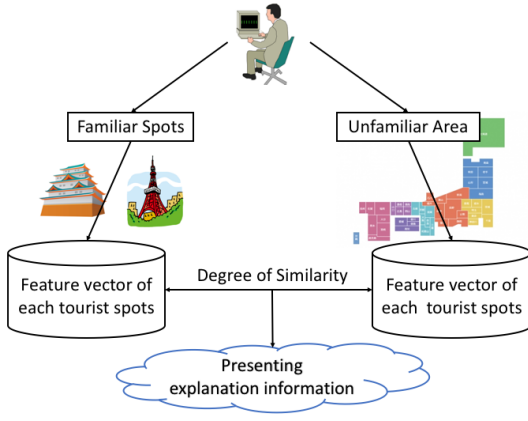 Familiar Spots
Unfamiliar Area
Feature vector of
each tourist spots
Degree of Similarity
Feature vector of
each tourist spots
Presenting
explanation information